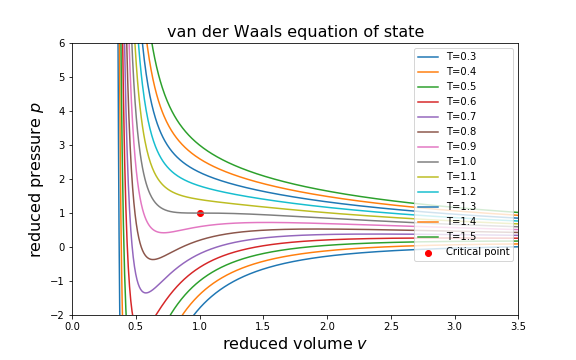 van der Waals equation of state
reduced pressure p
6
5
4
3
2
1
0
−1
−2
0.0 0.5 1.0 1.5 2.0 2.5 3.0 3.5
reduced volume v
T=0.3
T=0.4
T=0.5
T=0.6
T=0.7
T=0.8
T=0.9
T=1.0
T=1.1
T=1.2
T=1.3
T=1.4
T=1.5
Critical point